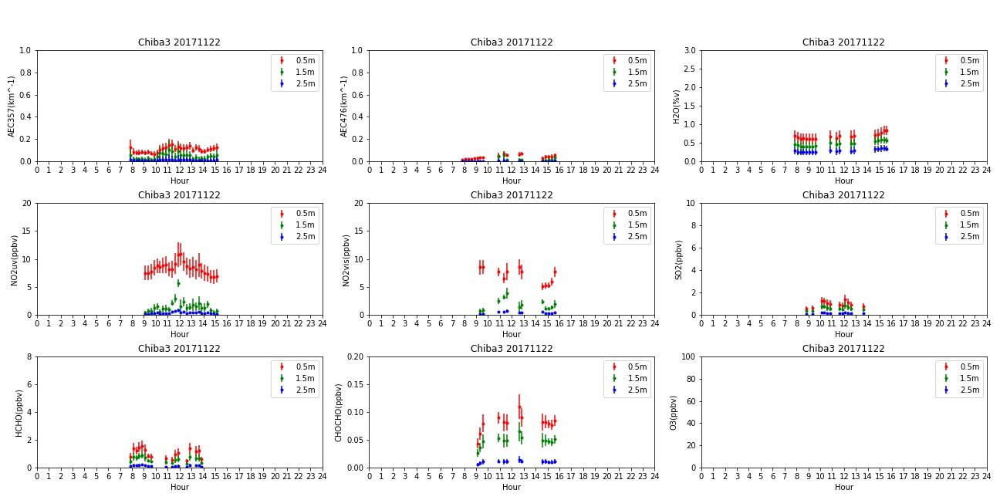 Chiba3 20171122
AEC357(km^-1)
1.0
0.8
0.6
0.4
0.2
0.0
0.5m
1.5m
2.5m
0 1 2 3 4 5 6 7 8 9 10 11 12 13 14 15 16 17 18 19 20 21 22 23 24
Hour
Chiba3 20171122
AEC476(km^-1)
1.0
0.8
0.6
0.4
0.2
0.0
0.5m
1.5m
2.5m
0 1 2 3 4 5 6 7 8 9 10 11 12 13 14 15 16 17 18 19 20 21 22 23 24
Hour
Chiba3 20171122
H2O(%v)
3.0
2.5
2.0
1.5
1.0
0.5
0.0
0.5m
1.5m
2.5m
0 1 2 3 4 5 6 7 8 9 10 11 12 13 14 15 16 17 18 19 20 21 22 23 24
Hour
Chiba3 20171122
NO2uv(ppbv)
20
15
10
5
0
0.5m
1.5m
2.5m
0 1 2 3 4 5 6 7 8 9 10 11 12 13 14 15 16 17 18 19 20 21 22 23 24
Hour
Chiba3 20171122
NO2vis(ppbv)
20
15
10
5
0
0.5m
1.5m
2.5m
0 1 2 3 4 5 6 7 8 9 10 11 12 13 14 15 16 17 18 19 20 21 22 23 24
Hour
Chiba3 20171122
SO2(ppbv)
10
8
6
4
2
0
0.5m
1.5m
2.5m
0 1 2 3 4 5 6 7 8 9 10 11 12 13 14 15 16 17 18 19 20 21 22 23 24
Hour
Chiba3 20171122
HCHO(ppbv)
8
6
4
2
0
0.5m
1.5m
2.5m
0 1 2 3 4 5 6 7 8 9 10 11 12 13 14 15 16 17 18 19 20 21 22 23 24
Hour
Chiba3 20171122
CHOCHO(ppbv)
0.20
0.15
0.10
0.05
0.00
0.5m
1.5m
2.5m
0 1 2 3 4 5 6 7 8 9 10 11 12 13 14 15 16 17 18 19 20 21 22 23 24
Hour
Chiba3 20171122
O3(ppbv)
100
80
60
40
20
0
0.5m
1.5m
2.5m
0 1 2 3 4 5 6 7 8 9 10 11 12 13 14 15 16 17 18 19 20 21 22 23 24
Hour